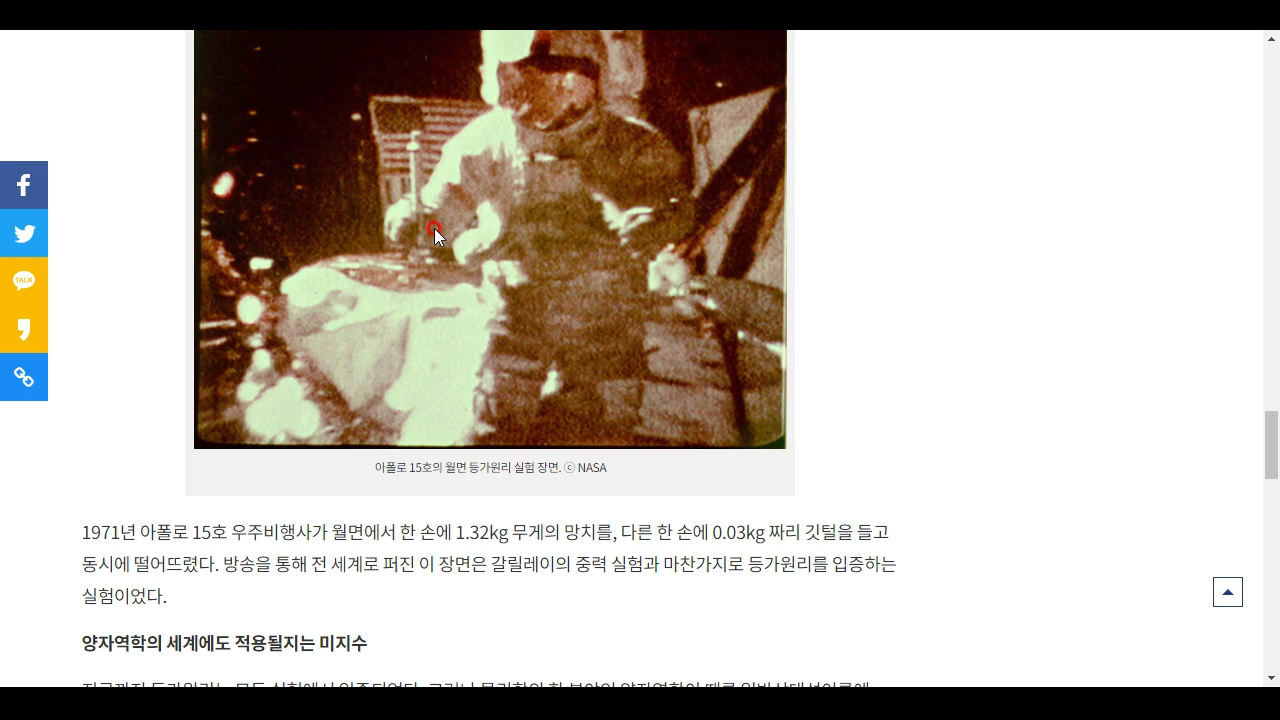 TALK
아폴로 15호의 월면 등가원리 실험 장면. ⓒ NASA
1971년 아폴로 15호 우주비행사가 월면에서 한 손에 1.32kg 무게의 망치를, 다른 한 손에 0.03kg 짜리 깃털을 들고
동시에 떨어뜨렸다. 방송을 통해 전 세계로 퍼진 이 장면은 갈릴레이의 중력 실험과 마찬가지로 등가원리를 입증하는
실험이었다.
양자역학의 세계에도 적용될지는 미지수